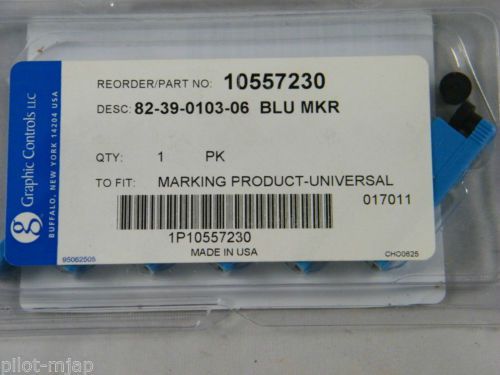 Graphic Controls LLC
BUFFALO, NEW YORK 14204 USA
REORDER/PART NO: 10557230
DESC: 82-39-0103-06 BLU MKR
QTY: 1 PK
TO FIT: MARKING PRODUCT-UNIVERSAL
017011
1P10557230
MADE IN USA
95062505
CHO0625
pilot-mjap